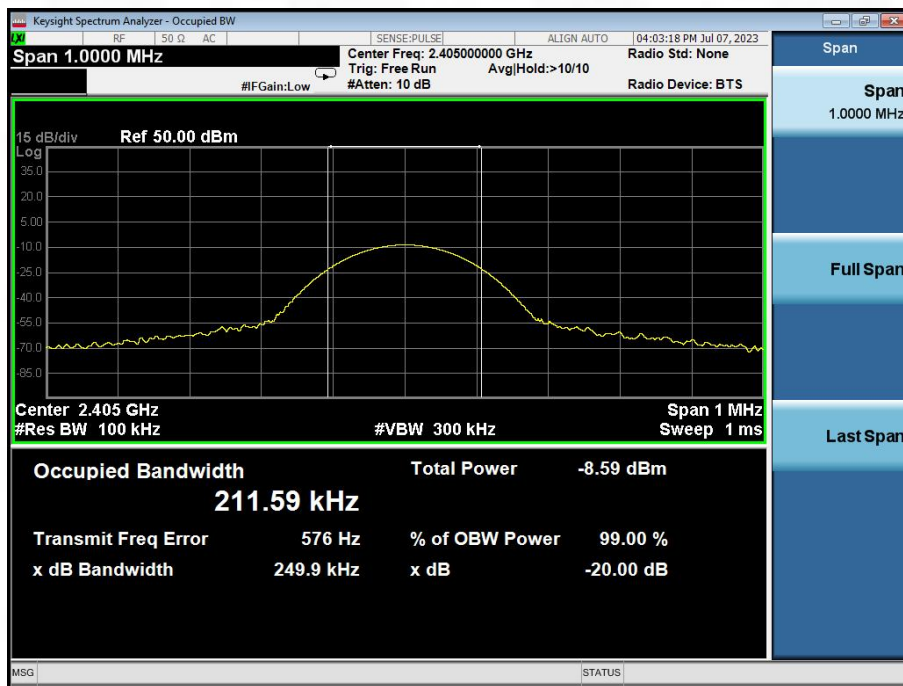 Keysight Spectrum Analyzer - Occupied BW
LXI RF 50 Ω AC SENSE:PULSE ALIGN AUTO 04:03:18 PM Jul 07, 2023
Span 1.0000 MHz Center Freq: 2.405000000 GHz Radio Std: None
Trig: Free Run Avg|Hold:>10/10
#IFGain:Low #Atten: 10 dB Radio Device: BTS
15 dB/div Ref 50.00 dBm
Log
35.0
20.0
5.00
-10.0
-25.0
-40.0
-55.0
-70.0
-85.0
Center 2.405 GHz Span 1 MHz
#Res BW 100 kHz #VBW 300 kHz Sweep 1 ms
Occupied Bandwidth Total Power -8.59 dBm
211.59 kHz
Transmit Freq Error 576 Hz % of OBW Power 99.00 %
x dB Bandwidth 249.9 kHz x dB -20.00 dB
MSG STATUS
Span
Span
1.0000 MHz
Full Span
Last Span